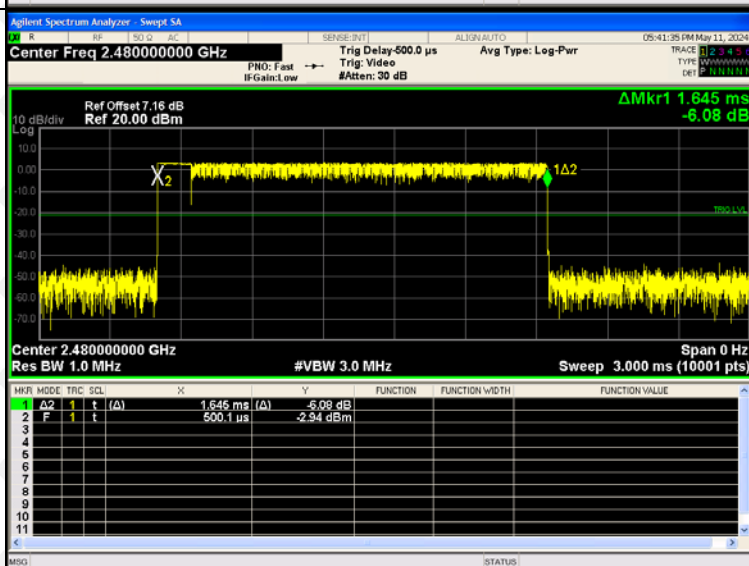 Agilent Spectrum Analyzer - Swept SA
R RF 50 Ω AC SENSE:INT ALIGN AUTO 05:41:35 PM May 11, 2024
Center Freq 2.480000000 GHz Trig Delay-500.0 µs Avg Type: Log-Pwr TRACE 1 2 3 4 5 6
PNO: Fast Trig: Video TYPE W
IFGain:Low #Atten: 30 dB DET P N N N N N
ΔMkr1 1.645 ms
Ref Offset 7.16 dB
10 dB/div Ref 20.00 dBm -6.08 dB
Log
10.0
0.00
-10.0
-20.0
-30.0
-40.0
-50.0
-60.0
-70.0
2
1Δ2
TRIG LVL
Center 2.480000000 GHz Span 0 Hz
Res BW 1.0 MHz #VBW 3.0 MHz Sweep 3.000 ms (10001 pts)
MKR MODE TRC SCL X Y FUNCTION FUNCTION WIDTH FUNCTION VALUE
1 Δ2 1 t (Δ) 1.645 ms (Δ) -6.08 dB
2 F 1 t 500.1 µs -2.94 dBm
3
4
5
6
7
8
9
10
11
MSG STATUS